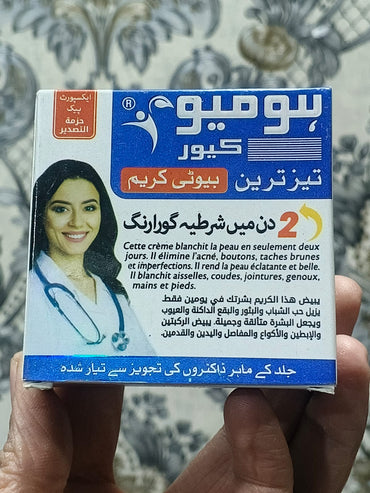 ایکسپورٹ
پیک
حزمة
التصدير
®
ہومیو
کیور
تیز ترین بیوٹی کریم
2 دن میں شرطیہ گورا رنگ
Cette crème blanchit la peau en seulement deux
jours. Il élimine l'acné, boutons, taches brunes
et imperfections. Il rend la peau éclatante et belle.
Il blanchit aisselles, coudes, jointures, genoux,
mains et pieds.
يبيض هذا الكريم بشرتك في يومين فقط.
يزيل حب الشباب والبثور والبقع الداكنة والعيوب
ويجعل البشرة متألقة وجميلة. يبيض الركبتين
والإبطين والأكواع والمفاصل واليدين والقدمين.
جلد کے ماہر ڈاکٹروں کی تجویز سے تیار شدہ